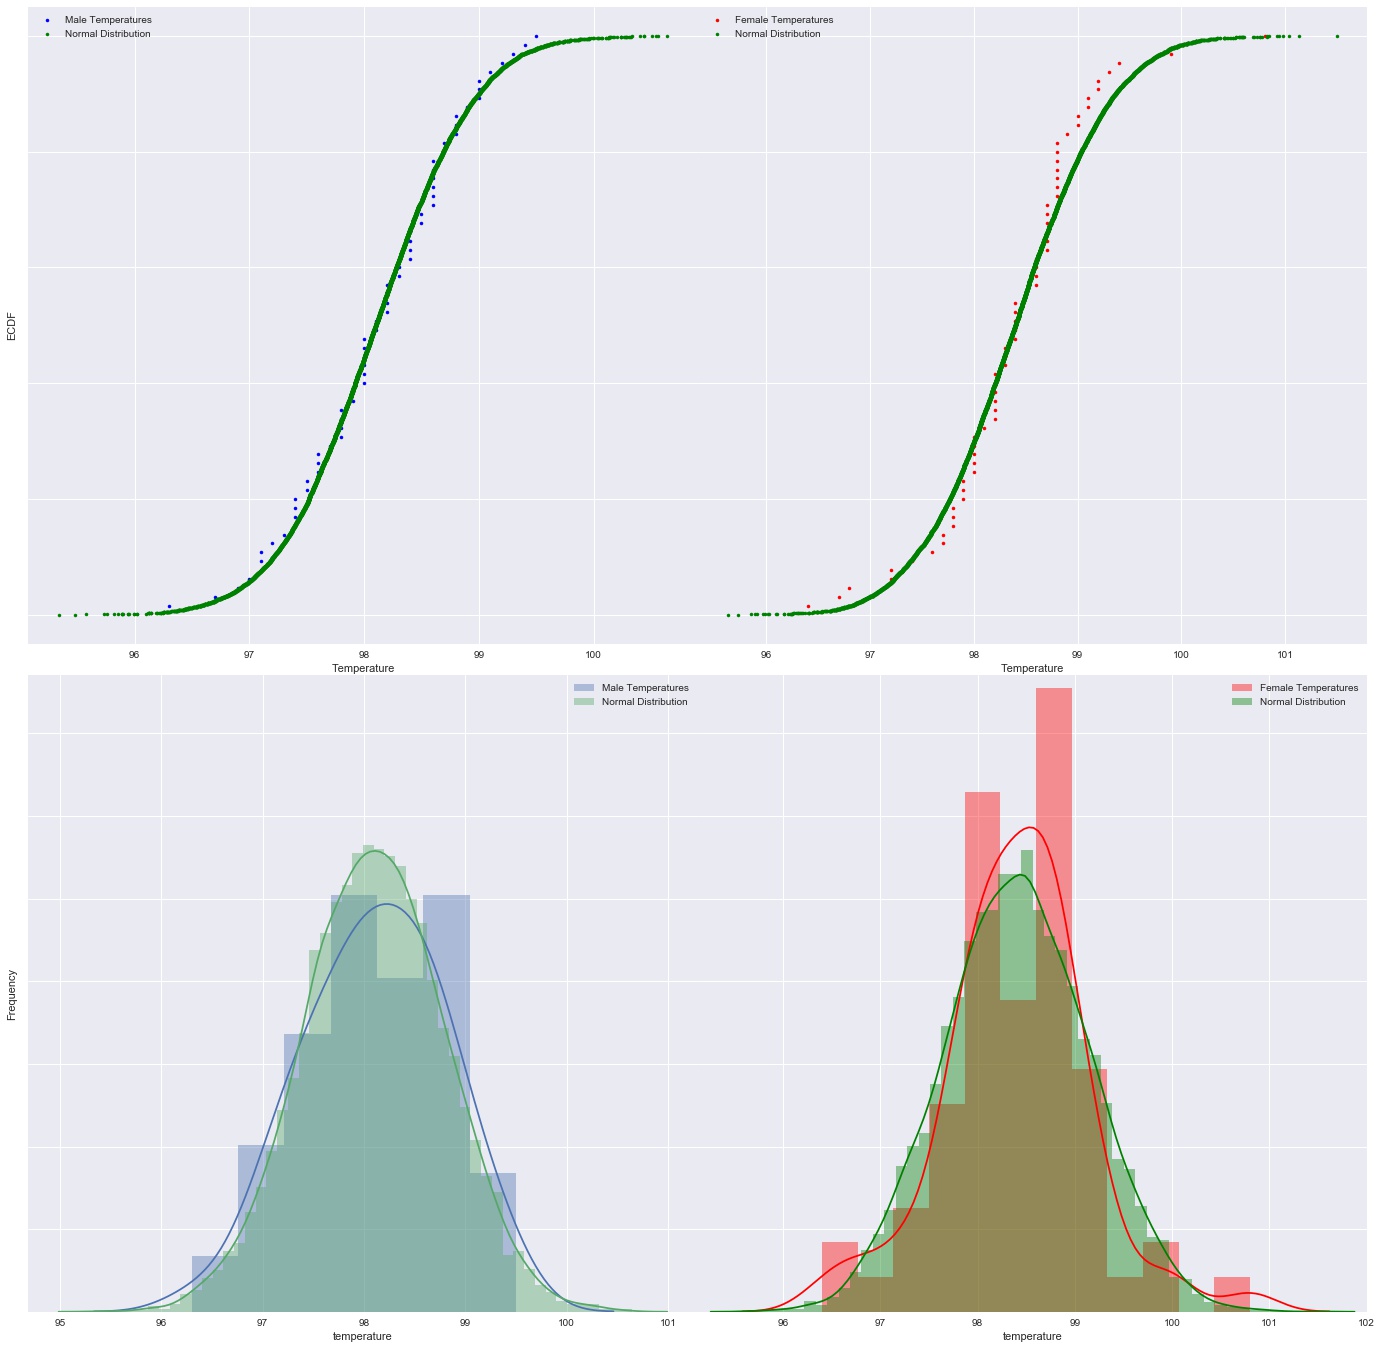 Male Temperatures
Normal Distribution
Female Temperatures
Normal Distribution
ECDF
96 97 98 99 100
96 97 98 99 100 101
Temperature
Temperature
Male Temperatures
Normal Distribution
Female Temperatures
Normal Distribution
Frequency
95 96 97 98 99 100 101
96 97 98 99 100 101 102
temperature
temperature